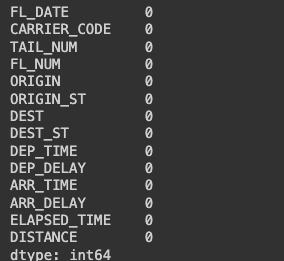 FL_DATE 0
CARRIER_CODE 0
TAIL_NUM 0
FL_NUM 0
ORIGIN 0
ORIGIN_ST 0
DEST 0
DEST_ST 0
DEP_TIME 0
DEP_DELAY 0
ARR_TIME 0
ARR_DELAY 0
ELAPSED_TIME 0
DISTANCE 0
dtype: int64